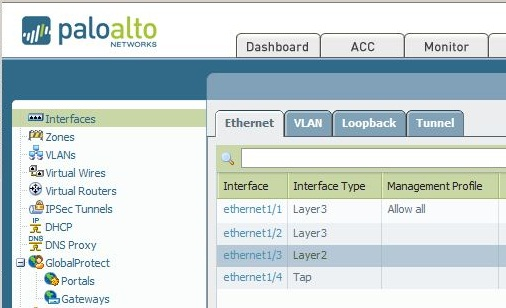 paloalto
NETWORKS
Dashboard ACC Monitor
Interfaces
Zones
VLANs
Virtual Wires
Virtual Routers
IPSec Tunnels
IP
DHCP
DNS
DNS Proxy
GlobalProtect
Portals
Gateways
Ethernet VLAN Loopback Tunnel
Interface Interface Type Management Profile
ethernet1/1 Layer3 Allow all
ethernet1/2 Layer3
ethernet1/3 Layer2
ethernet1/4 Tap